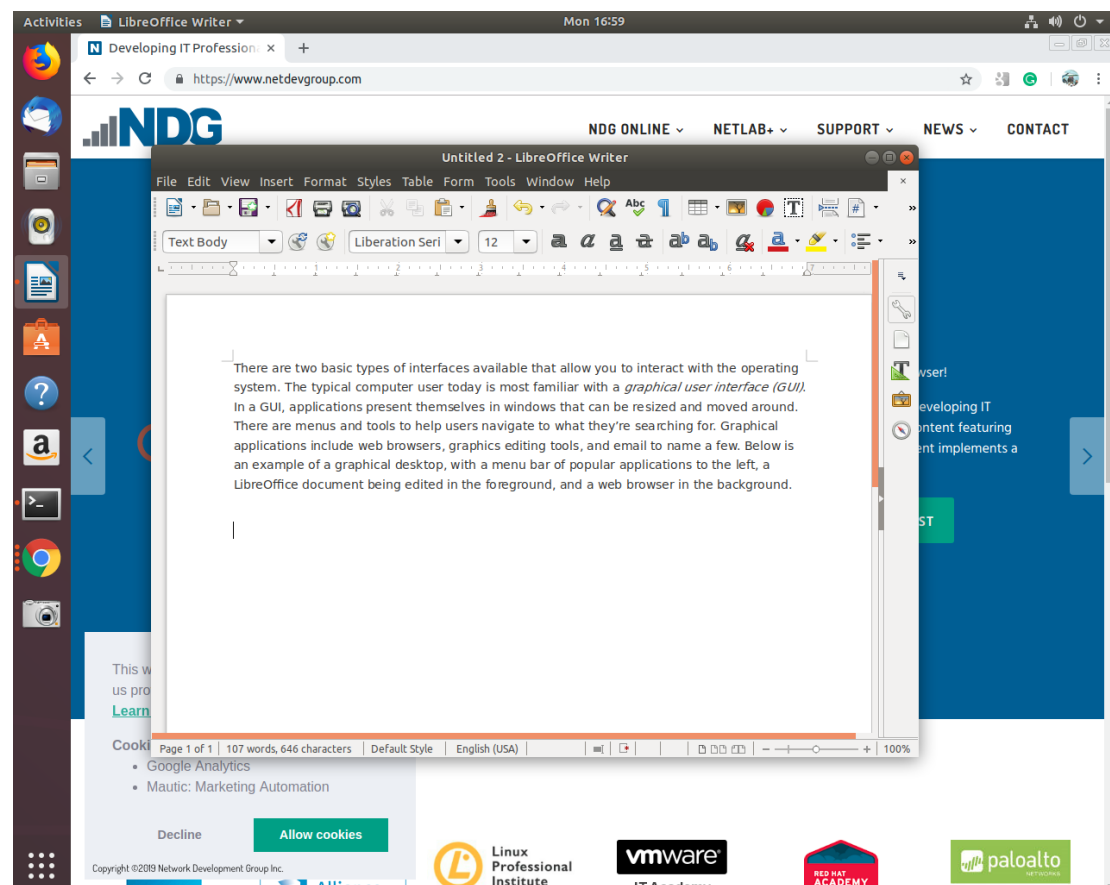 Activities LibreOffice Writer Mon 16:59
Developing IT Profession
https://www.netdevgroup.com
NDG
NDG ONLINE NETLAB+ SUPPORT NEWS CONTACT
Untitled 2 - LibreOffice Writer
File Edit View Insert Format Styles Table Form Tools Window Help
Text Body Liberation Seri 12
1 2 3 4 5 6 7
There are two basic types of interfaces available that allow you to interact with the operating
system. The typical computer user today is most familiar with a graphical user interface (GUI).
In a GUI, applications present themselves in windows that can be resized and moved around.
There are menus and tools to help users navigate to what they're searching for. Graphical
applications include web browsers, graphics editing tools, and email to name a few. Below is
an example of a graphical desktop, with a menu bar of popular applications to the left, a
LibreOffice document being edited in the foreground, and a web browser in the background.
wser!
eveloping IT
ntent featuring
ent implements a
ST
This w
us pro
Learn
Cooki
Page 1 of 1 107 words, 646 characters Default Style English (USA) 100%
Google Analytics
Mautic: Marketing Automation
Decline Allow cookies
Copyright ©2019 Network Development Group Inc.
Linux
Professional
Institute
vmware
IT Academy
RED HAT
ACADEMY
paloalto
NETWORKS